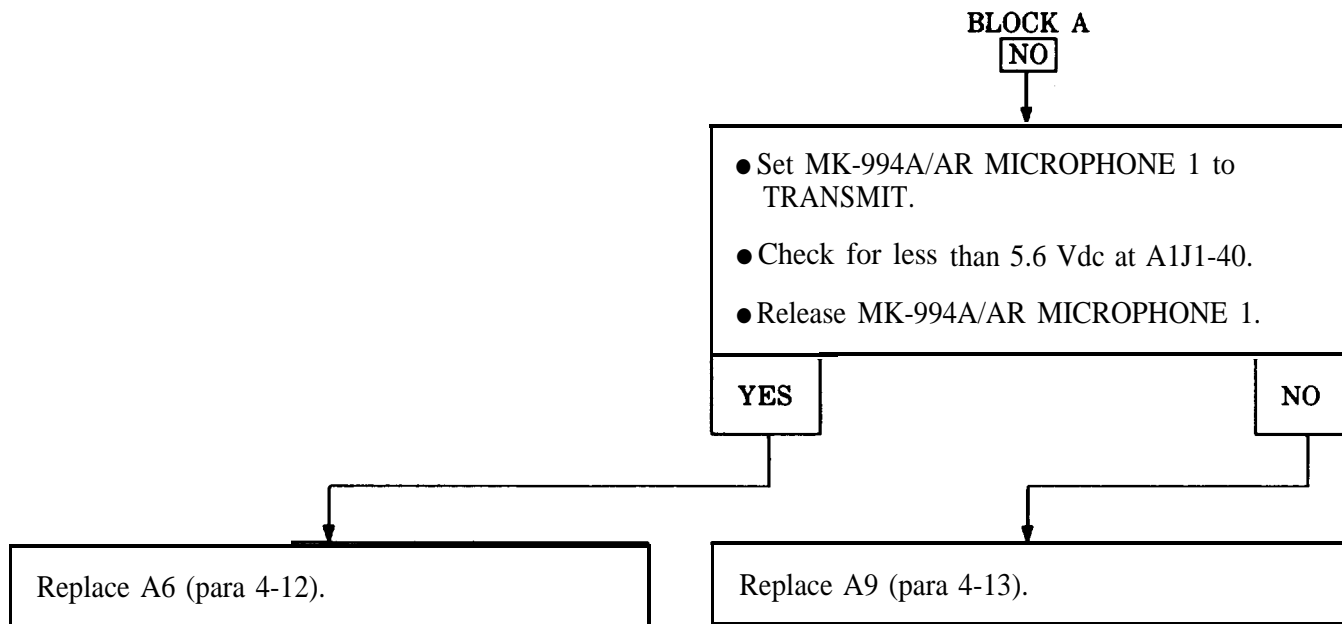 BLOCK A
NO
● Set MK-994A/AR MICROPHONE 1 to
TRANSMIT.
● Check for less than 5.6 Vdc at A1J1-40.
● Release MK-994A/AR MICROPHONE 1.
YES
NO
Replace A6 (para 4-12).
Replace A9 (para 4-13).